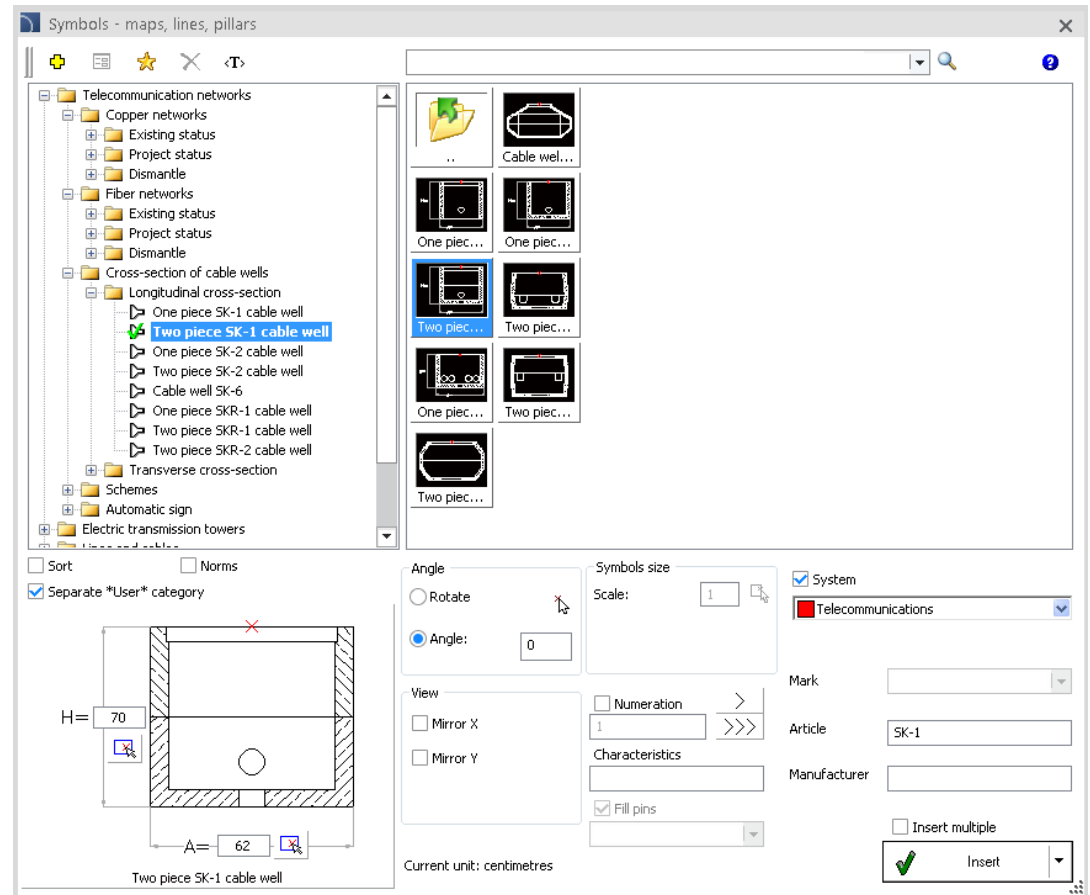 Symbols - maps, lines, pillars
<T>
Telecommunication networks
Copper networks
Existing status
Project status
Dismantle
Fiber networks
Existing status
Project status
Dismantle
Cross-section of cable wells
Longitudinal cross-section
One piece SK-1 cable well
Two piece SK-1 cable well
One piece SK-2 cable well
Two piece SK-2 cable well
Cable well SK-6
One piece SKR-1 cable well
Two piece SKR-1 cable well
Two piece SKR-2 cable well
Transverse cross-section
Schemes
Automatic sign
Electric transmission towers
Lines and cables
..
Cable wel...
One piec...
One piec...
Two piec...
Two piec...
One piec...
Two piec...
Two piec...
Sort
Norms
Separate *User* category
H=
70
A=
62
Two piece SK-1 cable well
Angle
Rotate
Angle:
0
View
Mirror X
Mirror Y
Current unit: centimetres
Symbols size
Scale:
1
Numeration
>
1
>>>
Characteristics
Fill pins
System
Telecommunications
Mark
Article
SK-1
Manufacturer
Insert multiple
Insert